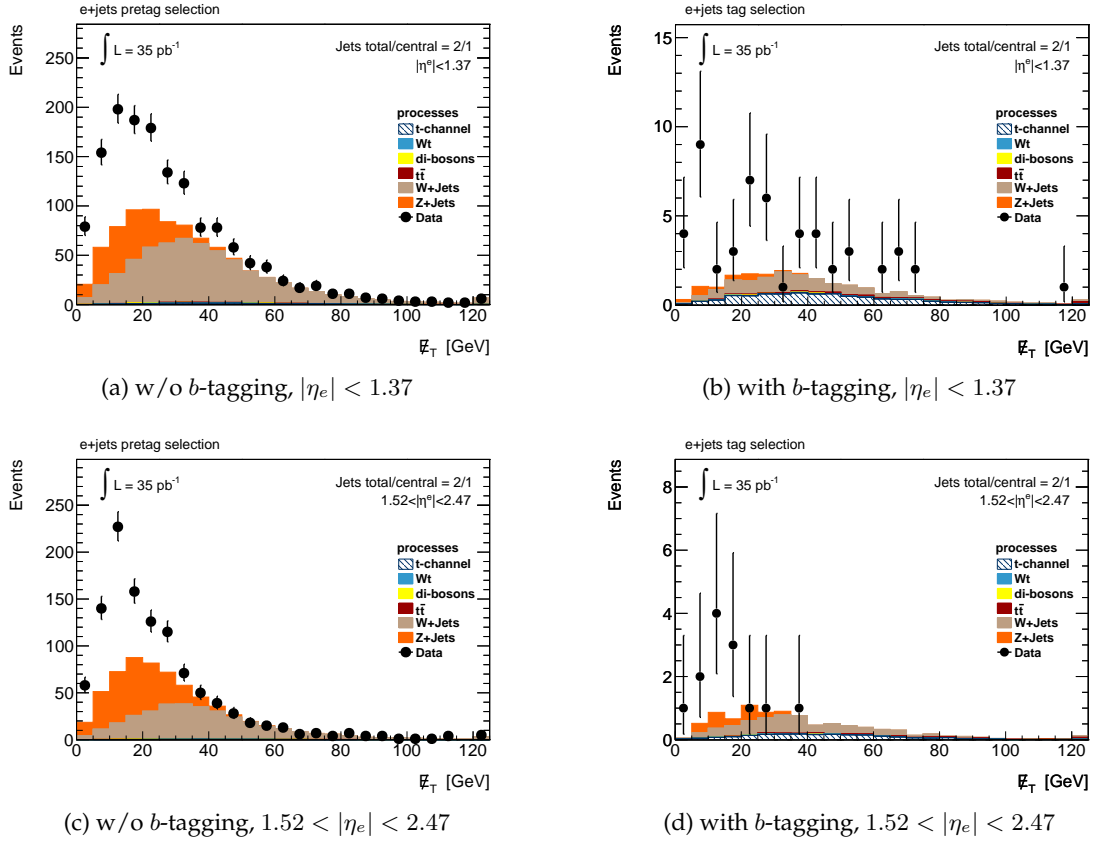 e+jets pretag selection
Events
∫ L = 35 pb⁻¹
Jets total/central = 2/1
|ηᵉ|<1.37
processes
t-channel
Wt
di-bosons
tt̄
W+Jets
Z+Jets
Data
250
200
150
100
50
0
0 20 40 60 80 100 120
E̸_T [GeV]
(a) w/o b-tagging, |η_e| < 1.37
e+jets tag selection
Events
∫ L = 35 pb⁻¹
Jets total/central = 2/1
|ηᵉ|<1.37
processes
t-channel
Wt
di-bosons
tt̄
W+Jets
Z+Jets
Data
15
10
5
0
0 20 40 60 80 100 120
E̸_T [GeV]
(b) with b-tagging, |η_e| < 1.37
e+jets pretag selection
Events
∫ L = 35 pb⁻¹
Jets total/central = 2/1
1.52<|ηᵉ|<2.47
processes
t-channel
Wt
di-bosons
tt̄
W+Jets
Z+Jets
Data
250
200
150
100
50
0
0 20 40 60 80 100 120
E̸_T [GeV]
(c) w/o b-tagging, 1.52 < |η_e| < 2.47
e+jets tag selection
Events
∫ L = 35 pb⁻¹
Jets total/central = 2/1
1.52<|ηᵉ|<2.47
processes
t-channel
Wt
di-bosons
tt̄
W+Jets
Z+Jets
Data
8
6
4
2
0
0 20 40 60 80 100 120
E̸_T [GeV]
(d) with b-tagging, 1.52 < |η_e| < 2.47